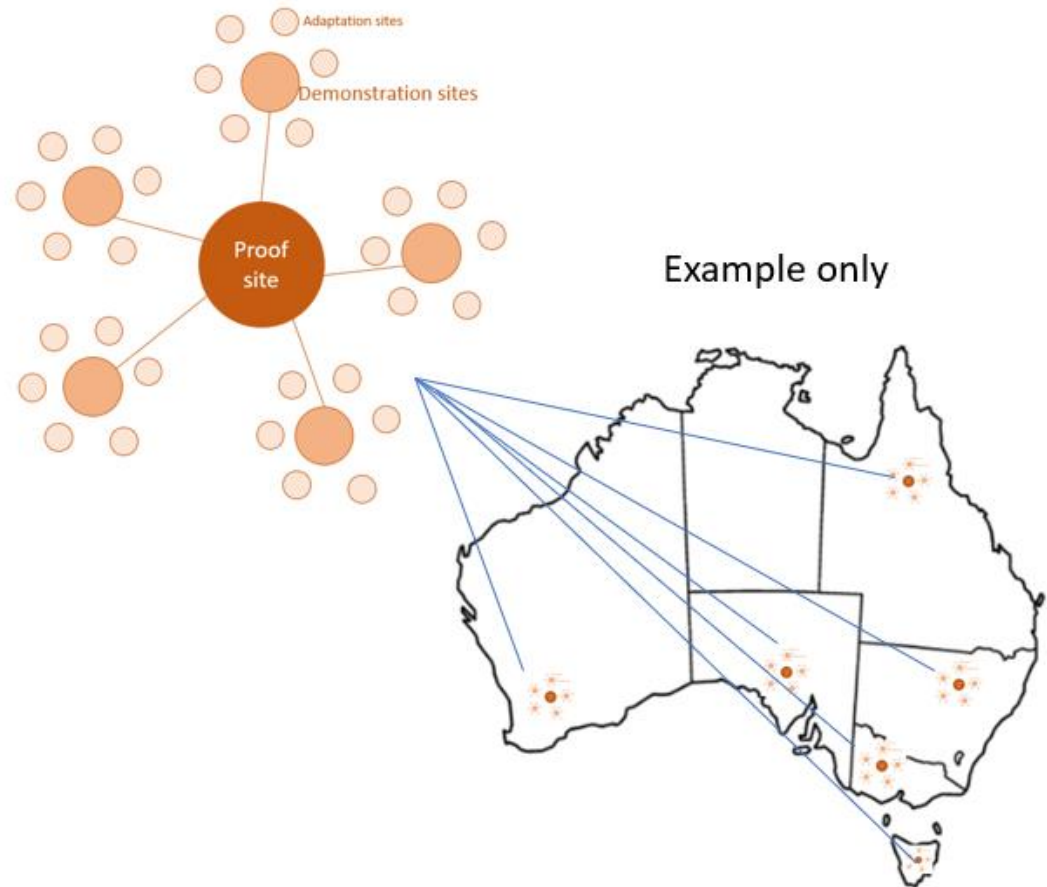 Adaptation sites
Demonstration sites
Proof
site
Example only